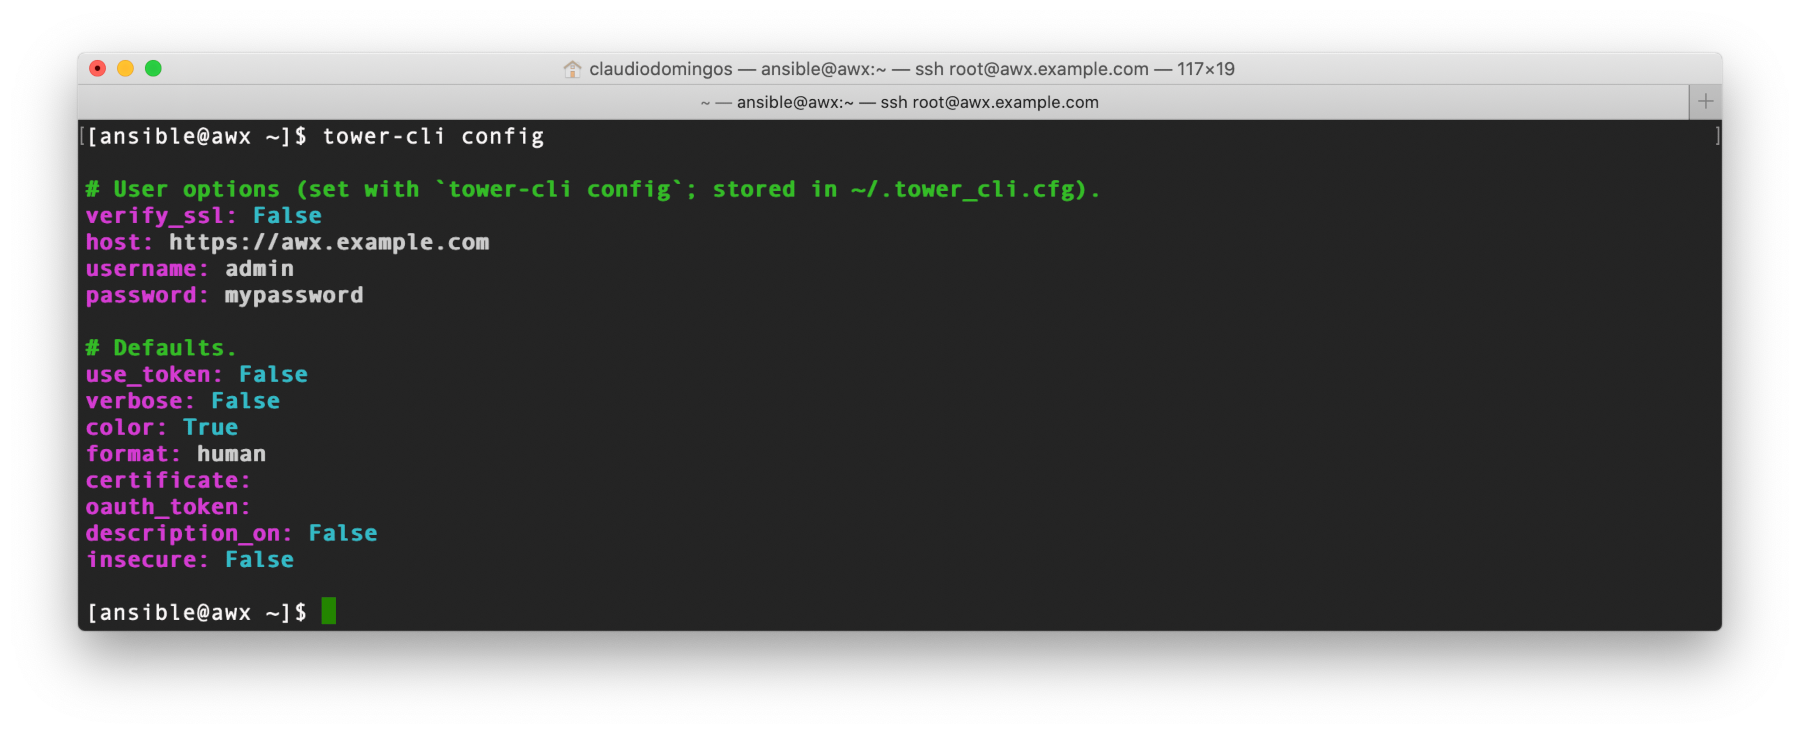 claudiodomingos — ansible@awx:~ — ssh root@awx.example.com — 117×19
~ — ansible@awx:~ — ssh root@awx.example.com
[[ansible@awx ~]$ tower-cli config ]
# User options (set with `tower-cli config`; stored in ~/.tower_cli.cfg).
verify_ssl: False
host: https://awx.example.com
username: admin
password: mypassword
# Defaults.
use_token: False
verbose: False
color: True
format: human
certificate:
oauth_token:
description_on: False
insecure: False
[ansible@awx ~]$